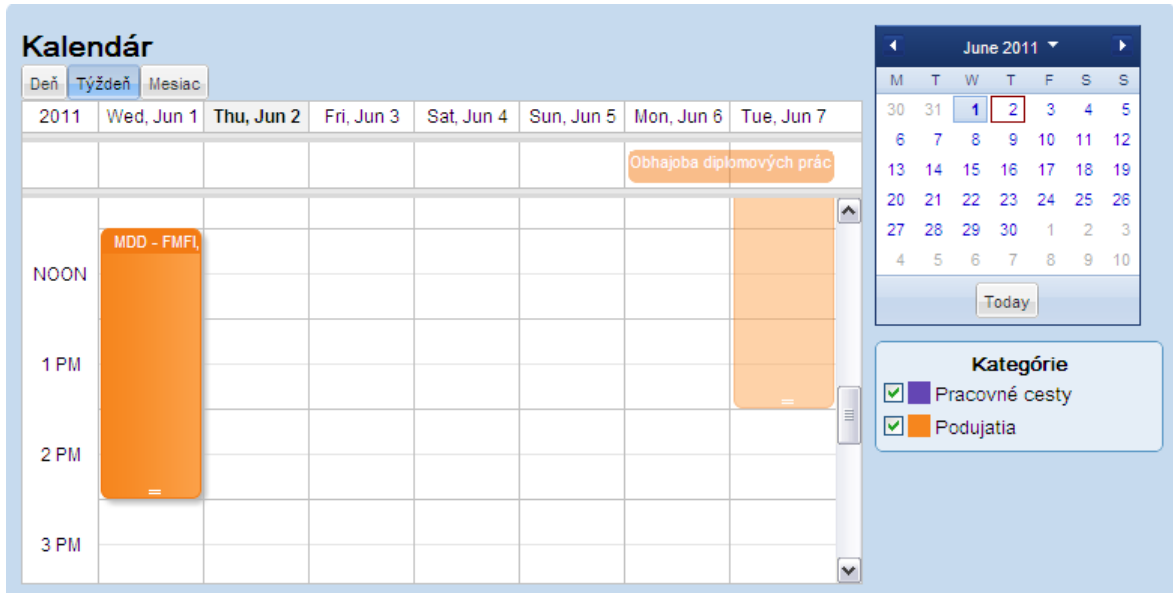 Kalendár
Deň Týždeň Mesiac
2011 Wed, Jun 1 Thu, Jun 2 Fri, Jun 3 Sat, Jun 4 Sun, Jun 5 Mon, Jun 6 Tue, Jun 7
Obhajoba diplomových prác
MDD - FMFI,
NOON
1 PM
2 PM
3 PM
June 2011
M T W T F S S
30 31 1 2 3 4 5
6 7 8 9 10 11 12
13 14 15 16 17 18 19
20 21 22 23 24 25 26
27 28 29 30 1 2 3
4 5 6 7 8 9 10
Today
Kategórie
Pracovné cesty
Podujatia